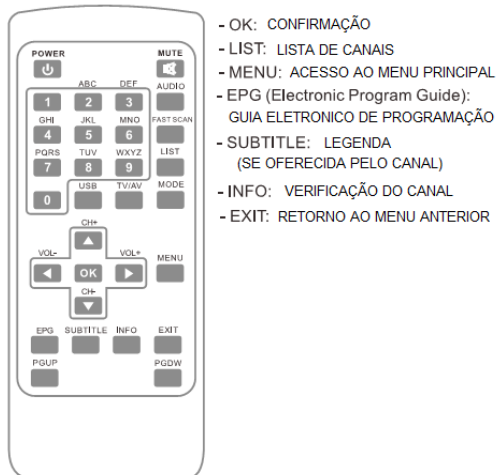 POWER MUTE
ABC DEF AUDIO
1 2 3
GHI JKL MNO FAST SCAN
4 5 6
PQRS TUV WXYZ LIST
7 8 9
USB TV/AV MODE
0
CH+
VOL- VOL+ MENU
OK
CH-
EPG SUBTITLE INFO EXIT
PGUP PGDW
- OK: CONFIRMAÇÃO
- LIST: LISTA DE CANAIS
- MENU: ACESSO AO MENU PRINCIPAL
- EPG (Electronic Program Guide):
GUIA ELETRONICO DE PROGRAMAÇÃO
- SUBTITLE: LEGENDA
(SE OFERECIDA PELO CANAL)
- INFO: VERIFICAÇÃO DO CANAL
- EXIT: RETORNO AO MENU ANTERIOR